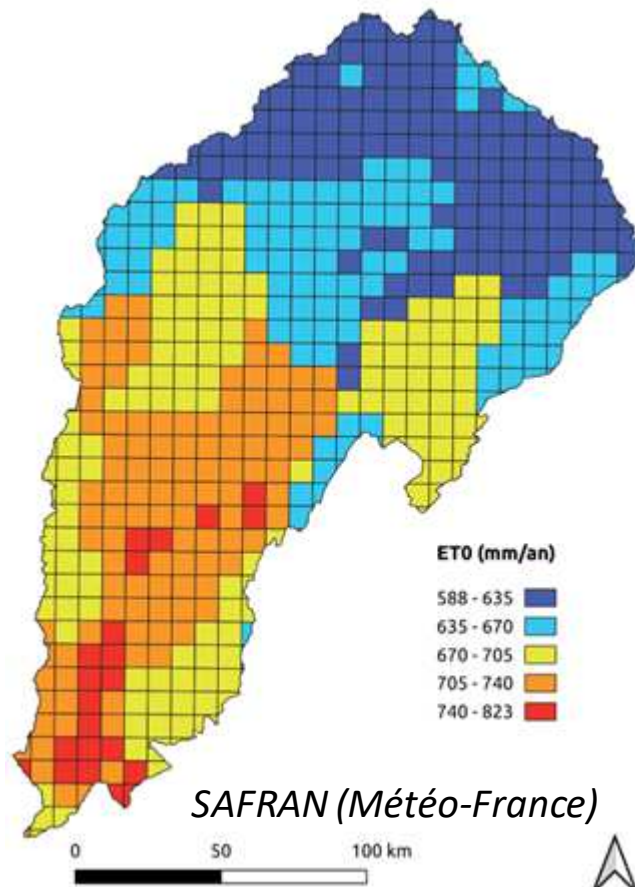 ET0 (mm/an)
588 - 635
635 - 670
670 - 705
705 - 740
740 - 823
SAFRAN (Météo-France)
0 50 100 km